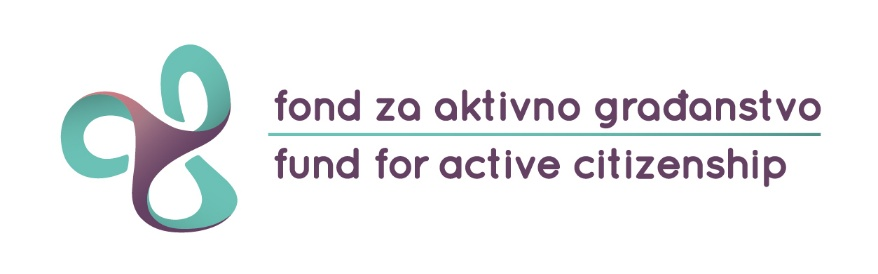 fond za aktivno građanstvo
fund for active citizenship